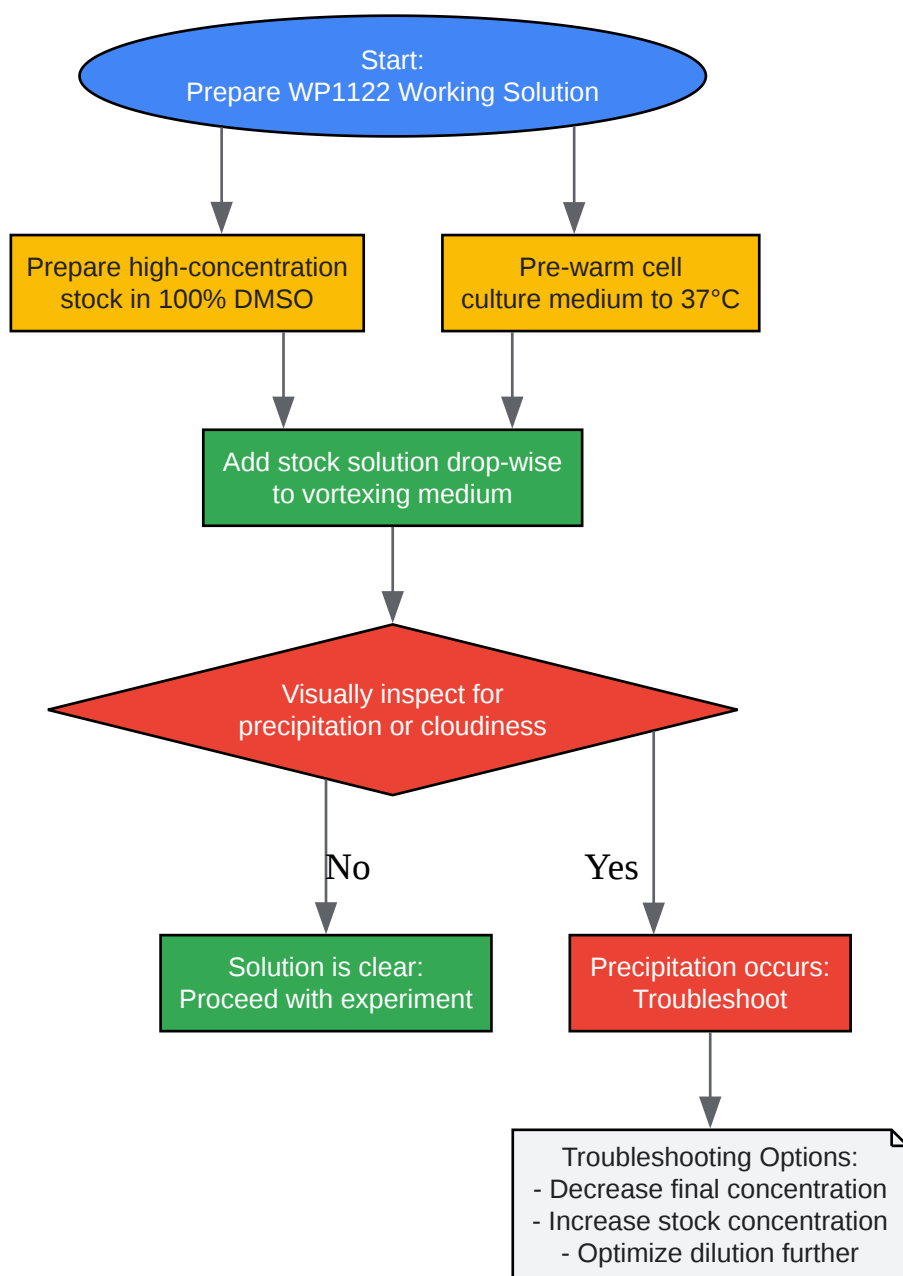 Start:
Prepare WP1122 Working Solution
Prepare high-concentration
stock in 100% DMSO
Pre-warm cell
culture medium to 37°C
Add stock solution drop-wise
to vortexing medium
Visually inspect for
precipitation or cloudiness
No
Yes
Solution is clear:
Proceed with experiment
Precipitation occurs:
Troubleshoot
Troubleshooting Options:
- Decrease final concentration
- Increase stock concentration
- Optimize dilution further